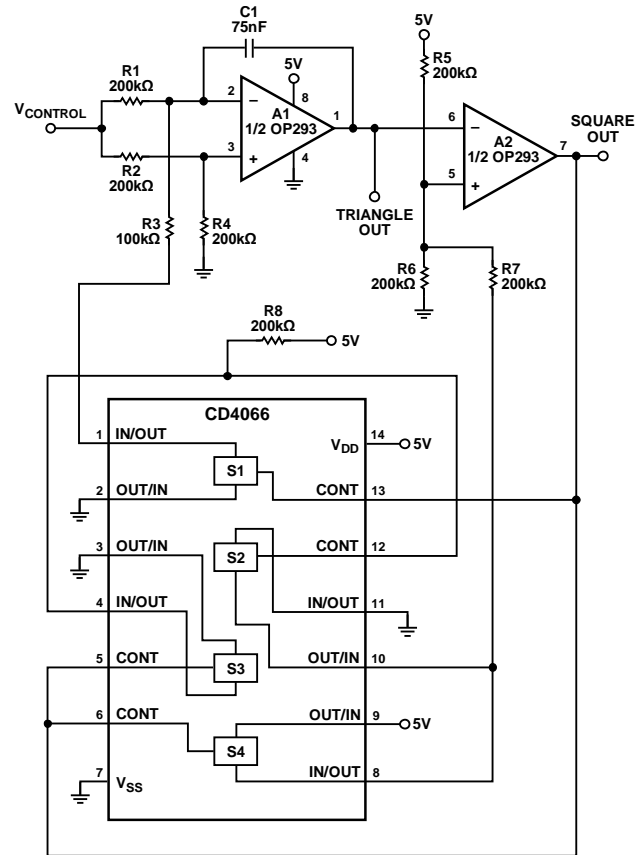 C1
75nF
5V
5V
R1
200kΩ
R5
200kΩ
2
8
A1
1/2 OP293
1
6
A2
1/2 OP293
7
SQUARE
OUT
VCONTROL
3
4
5
R2
200kΩ
TRIANGLE
OUT
R3
100kΩ
R4
200kΩ
R6
200kΩ
R7
200kΩ
R8
200kΩ
5V
CD4066
1
IN/OUT
VDD
14
5V
S1
2
OUT/IN
CONT
13
3
OUT/IN
S2
CONT
12
4
IN/OUT
IN/OUT
11
5
CONT
S3
OUT/IN
10
6
CONT
S4
OUT/IN
9
5V
7
VSS
IN/OUT
8